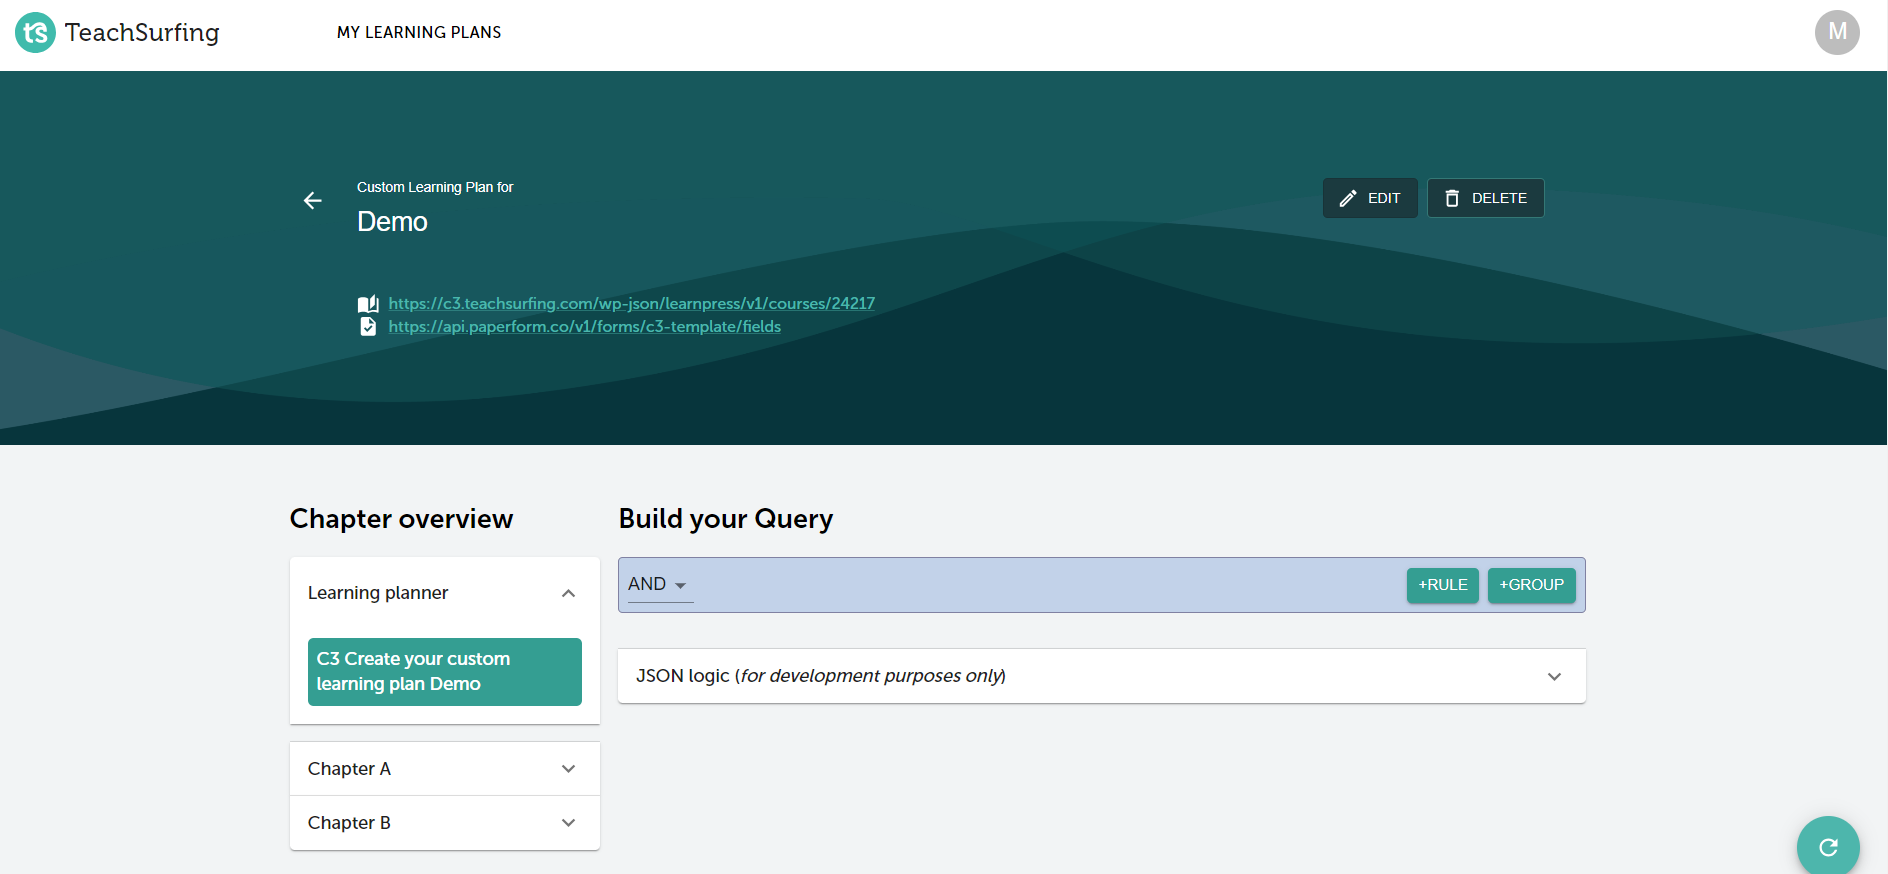 ts TeachSurfing
MY LEARNING PLANS
M
Custom Learning Plan for
Demo
EDIT
DELETE
https://c3.teachsurfing.com/wp-json/learnpress/v1/courses/24217
https://api.paperform.co/v1/forms/c3-template/fields
Chapter overview
Learning planner
C3 Create your custom
learning plan Demo
Chapter A
Chapter B
Build your Query
AND
+RULE
+GROUP
JSON logic (for development purposes only)